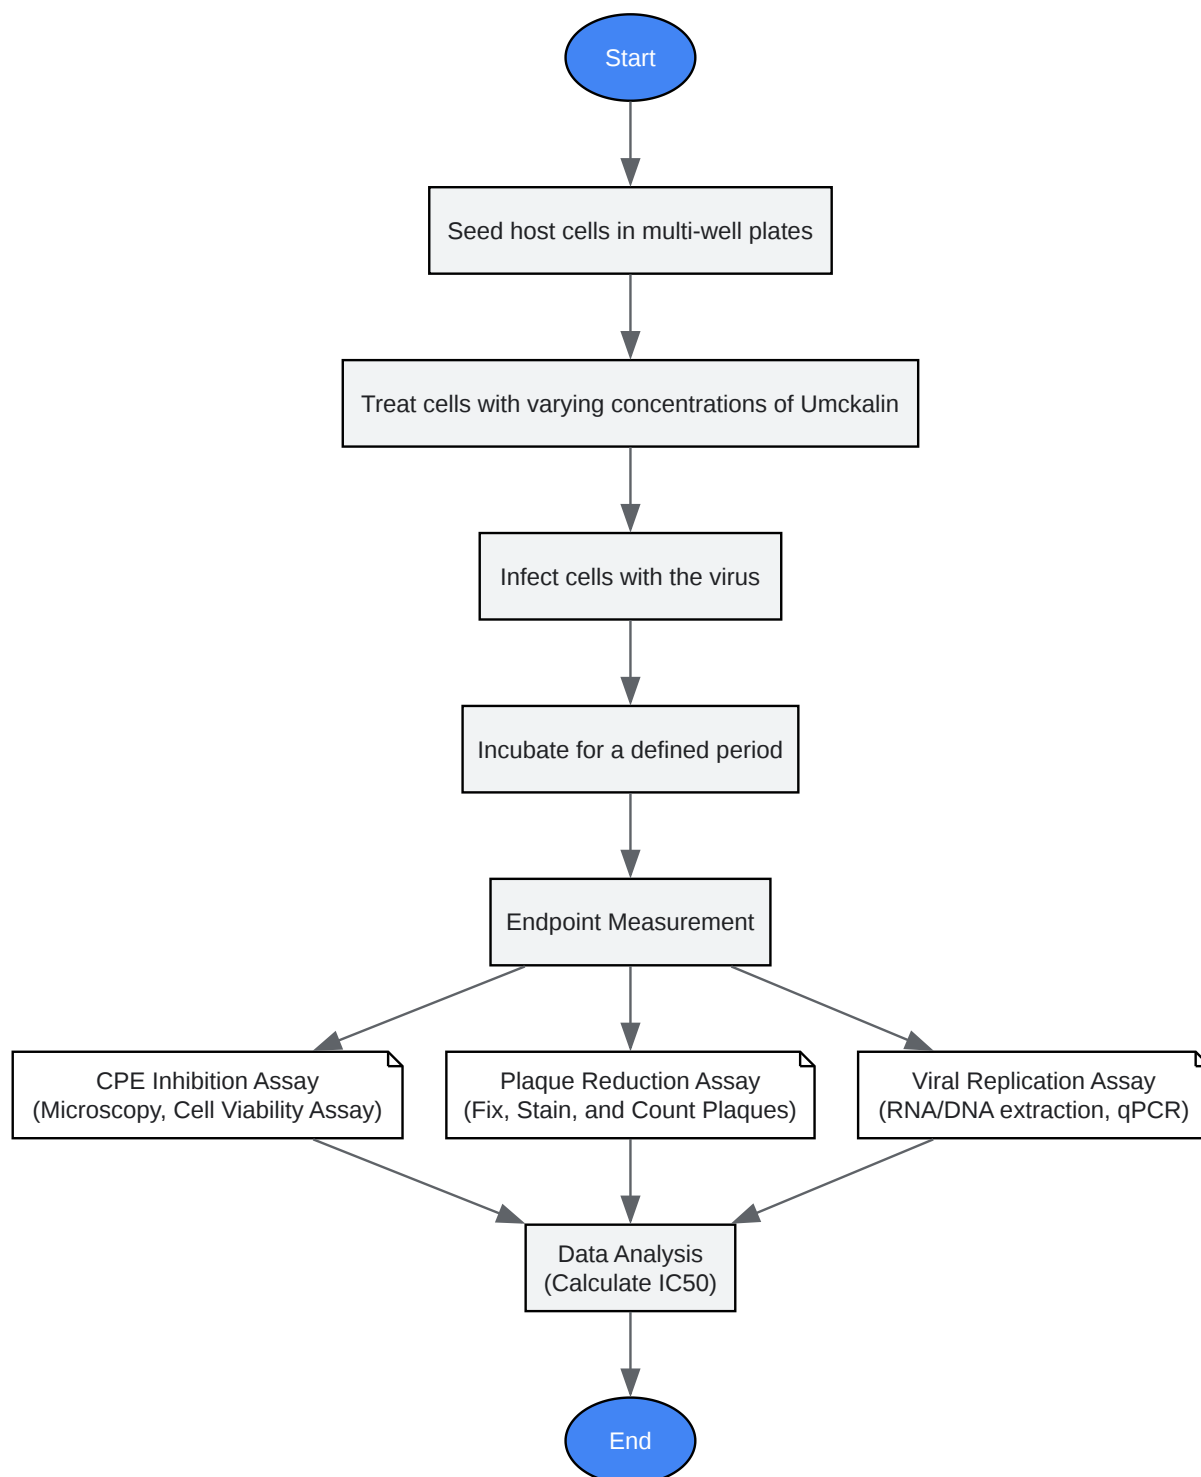 Start
Seed host cells in multi-well plates
Treat cells with varying concentrations of Umckalin
Infect cells with the virus
Incubate for a defined period
Endpoint Measurement
CPE Inhibition Assay
(Microscopy, Cell Viability Assay)
Plaque Reduction Assay
(Fix, Stain, and Count Plaques)
Viral Replication Assay
(RNA/DNA extraction, qPCR)
Data Analysis
(Calculate IC50)
End